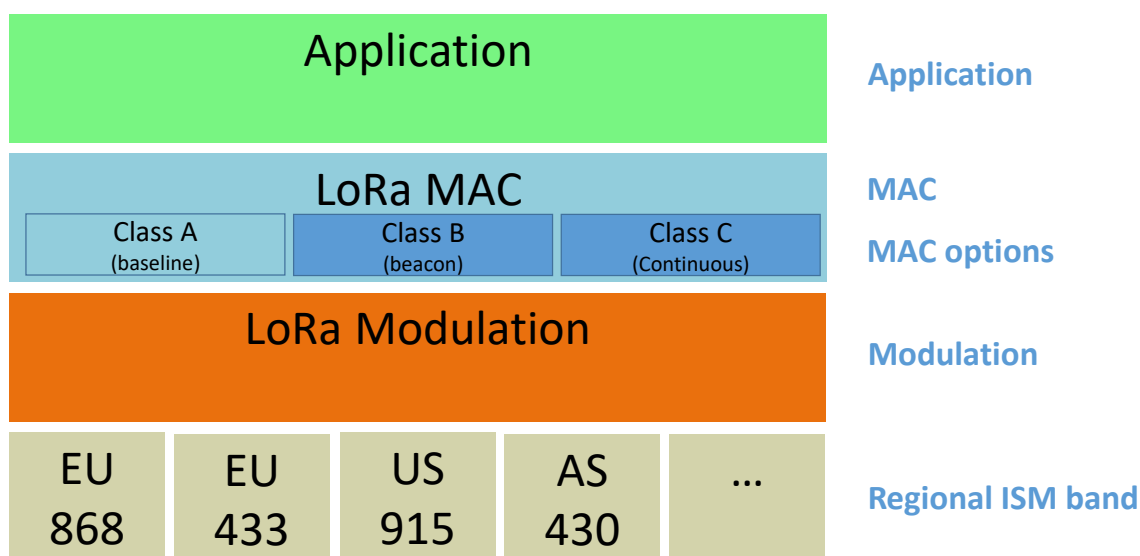 Application
Application
LoRa MAC
MAC
Class A
(baseline)
Class B
(beacon)
Class C
(Continuous)
MAC options
LoRa Modulation
Modulation
EU
868
EU
433
US
915
AS
430
...
Regional ISM band